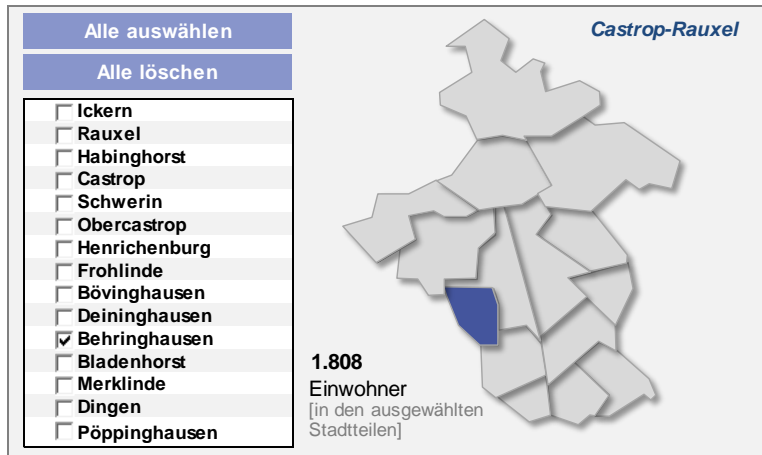 Alle auswählen
Alle löschen
Castrop-Rauxel
Ickern
Rauxel
Habinghorst
Castrop
Schwerin
Obercastrop
Henrichenburg
Frohlinde
Bövinghausen
Deininghausen
Behringhausen
Bladenhorst
Merklinde
Dingen
Pöppinghausen
1.808
Einwohner
[in den ausgewählten
Stadtteilen]